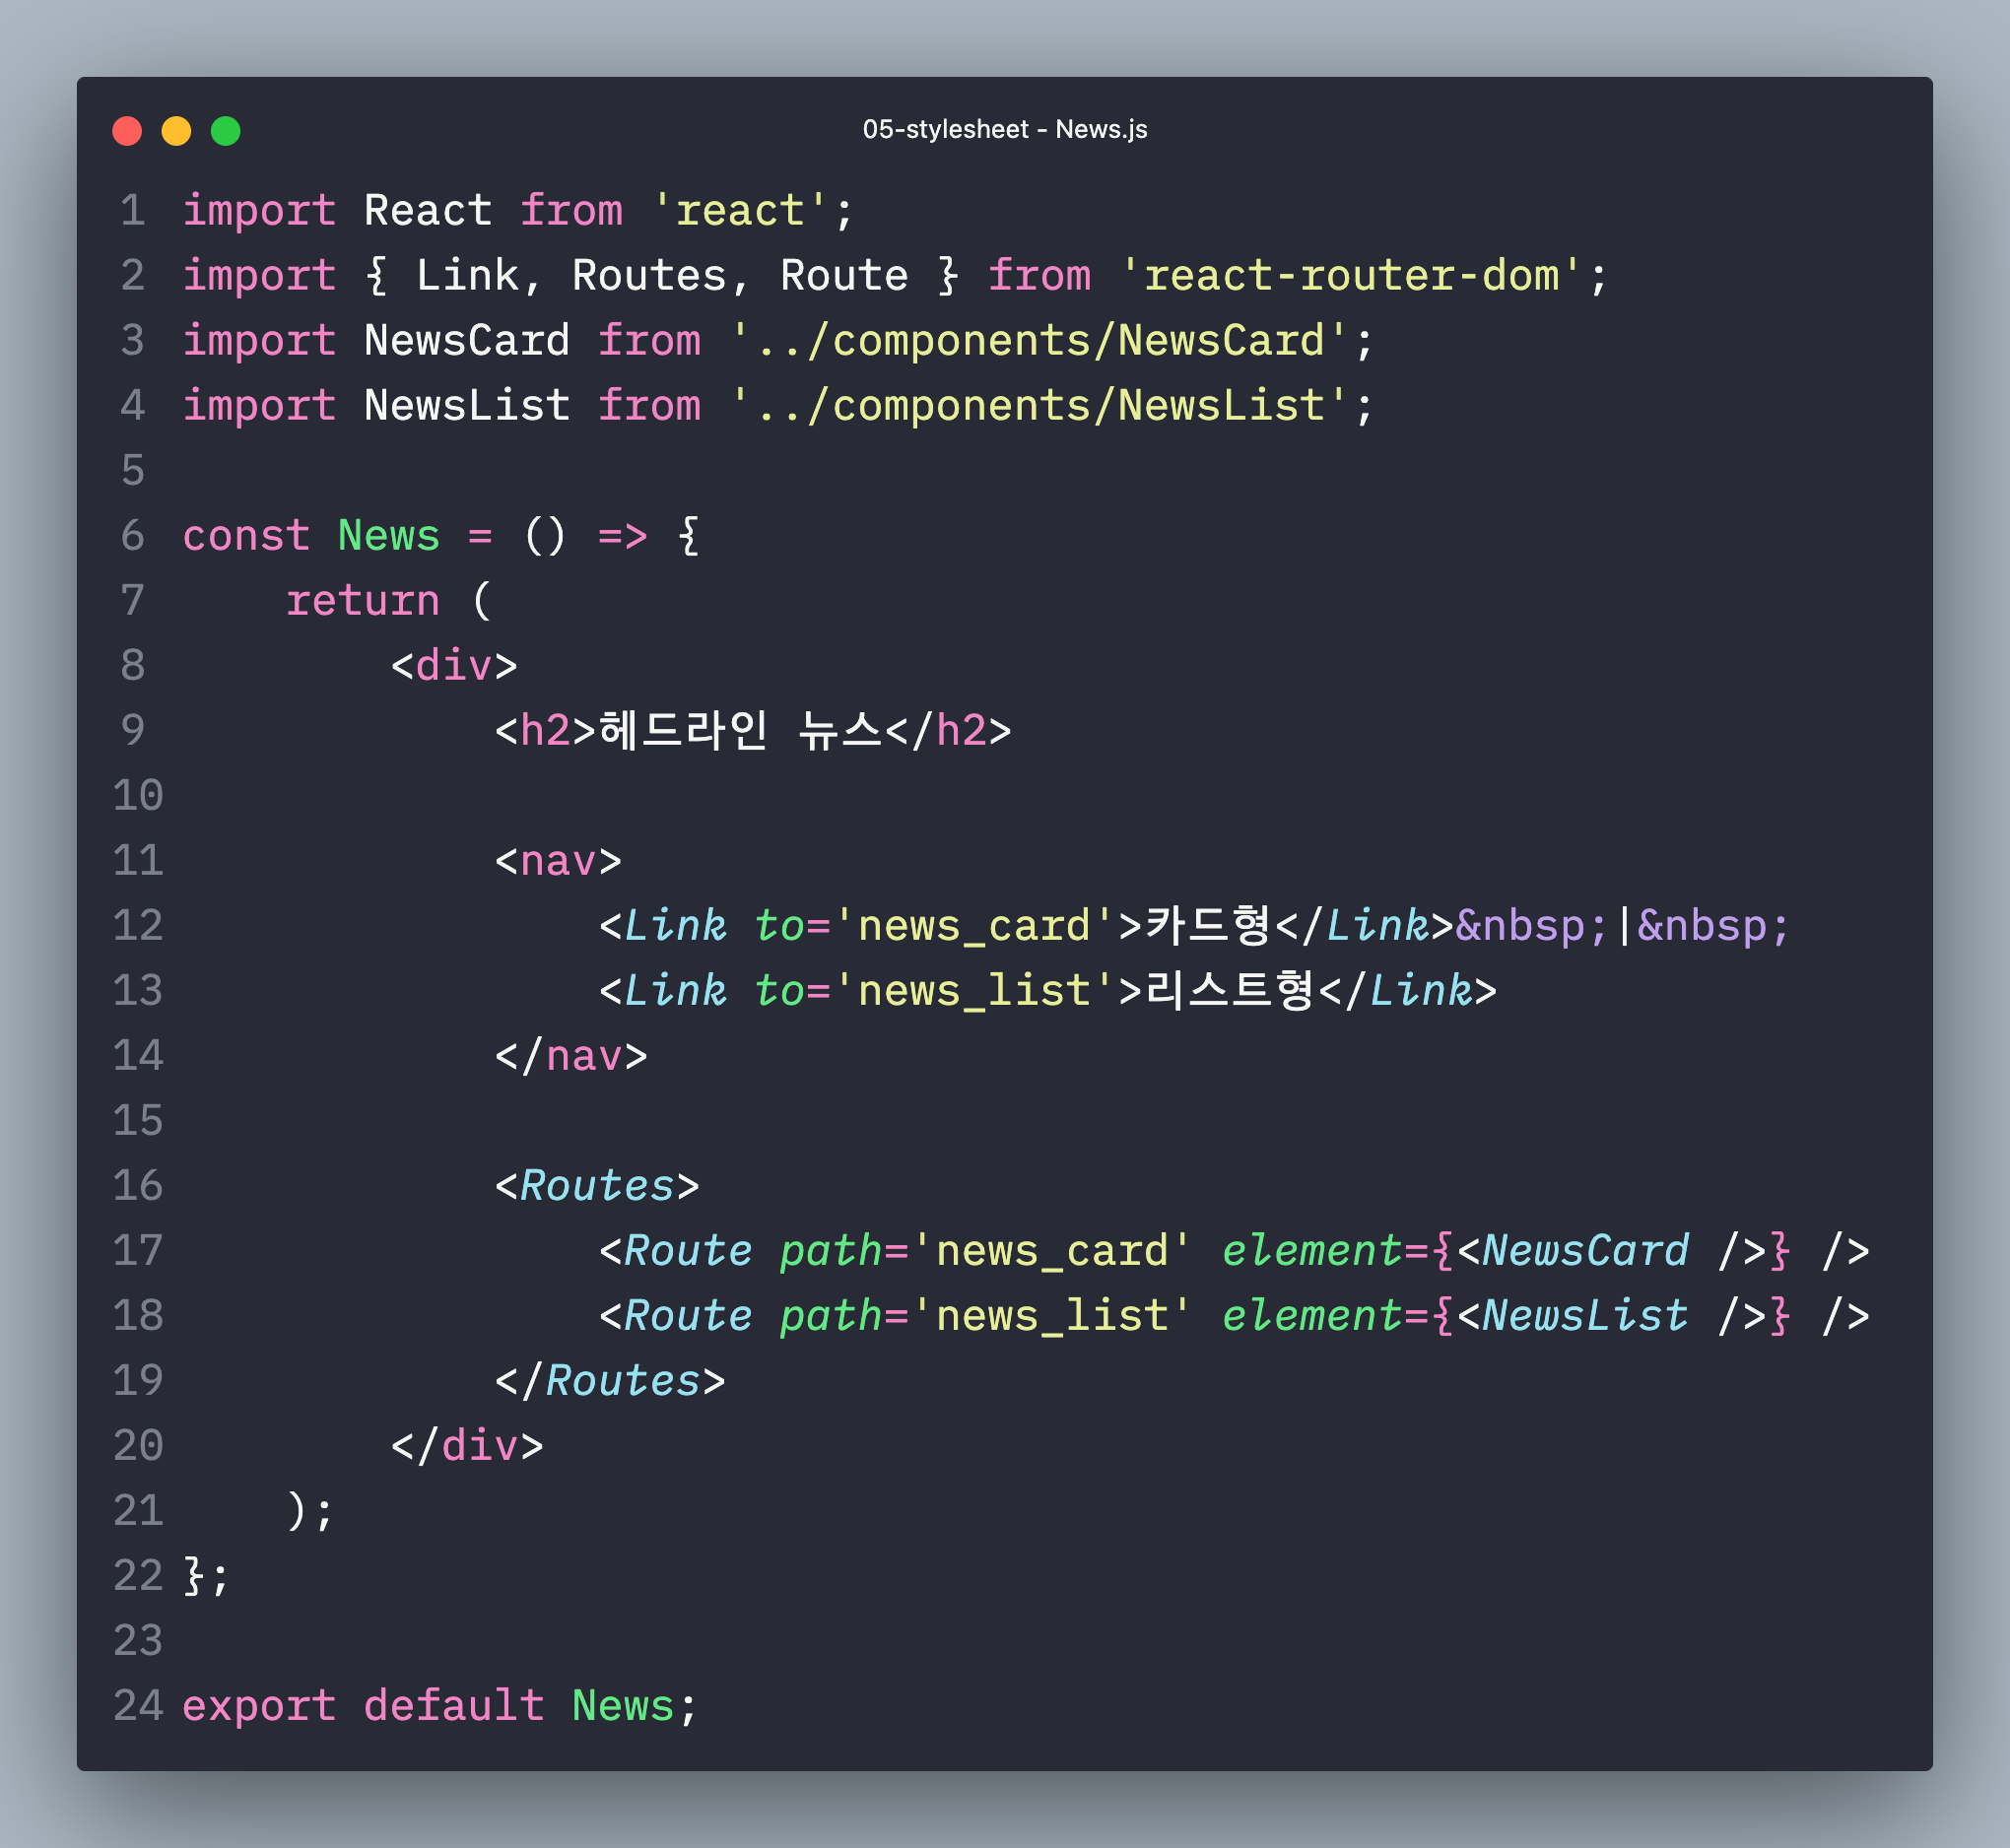 05-stylesheet - News.js
1 import React from 'react';
2 import { Link, Routes, Route } from 'react-router-dom';
3 import NewsCard from '../components/NewsCard';
4 import NewsList from '../components/NewsList';
5
6 const News = () => {
7     return (
8         <div>
9             <h2>헤드라인 뉴스</h2>
10
11             <nav>
12                 <Link to='news_card'>카드형</Link>&nbsp;|&nbsp;
13                 <Link to='news_list'>리스트형</Link>
14             </nav>
15
16             <Routes>
17                 <Route path='news_card' element={<NewsCard />} />
18                 <Route path='news_list' element={<NewsList />} />
19             </Routes>
20         </div>
21     );
22 };
23
24 export default News;